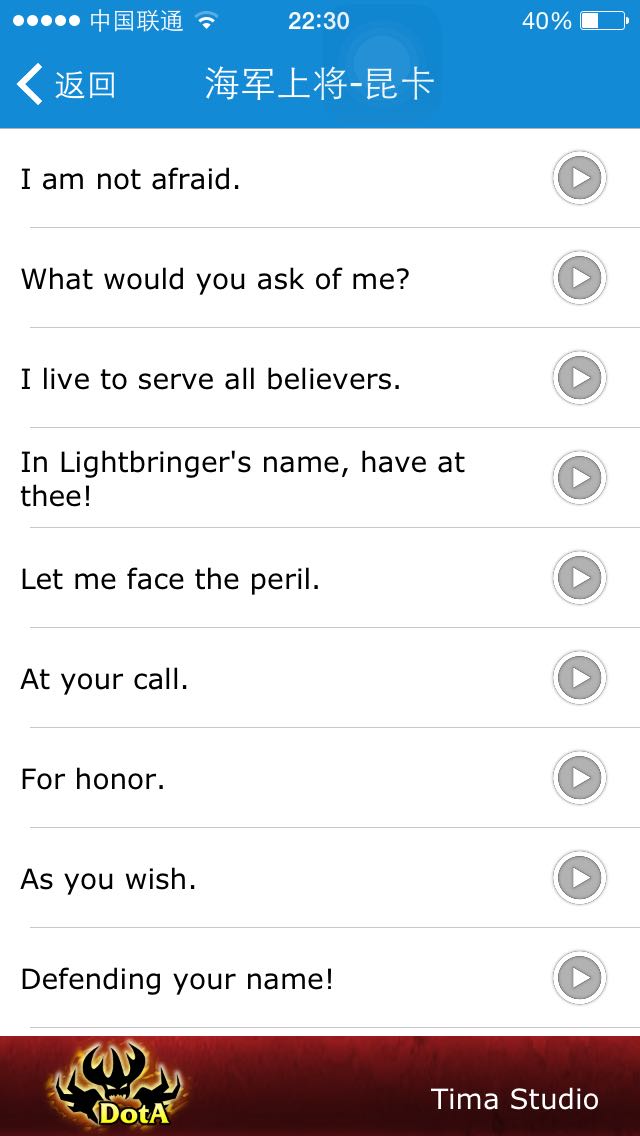 中国联通 22:30 40%
返回 海军上将-昆卡
I am not afraid.
What would you ask of me?
I live to serve all believers.
In Lightbringer's name, have at
thee!
Let me face the peril.
At your call.
For honor.
As you wish.
Defending your name!
DotA
Tima Studio